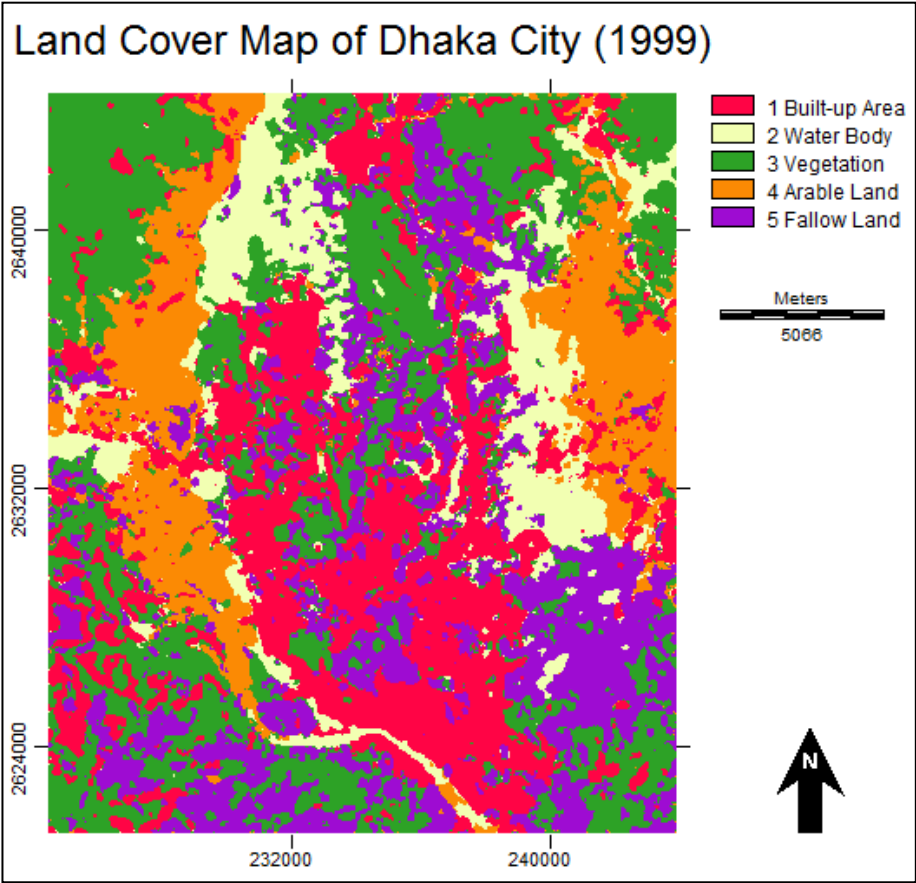 Land Cover Map of Dhaka City (1999)
1 Built-up Area
2 Water Body
3 Vegetation
4 Arable Land
5 Fallow Land
2640000
Meters
5066
2632000
2624000
N
232000
240000